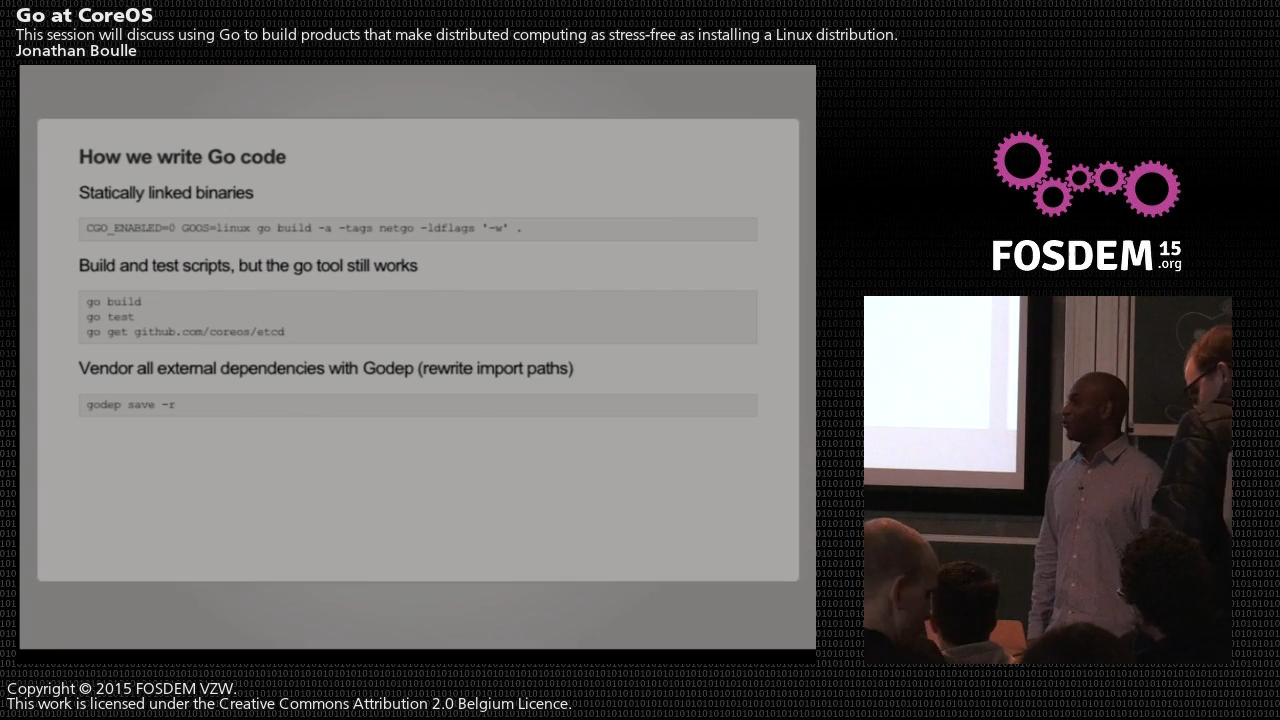 Go at CoreOS
This session will discuss using Go to build products that make distributed computing as stress-free as installing a Linux distribution.
Jonathan Boulle
How we write Go code
Statically linked binaries
CGO_ENABLED=0 GOOS=linux go build -a -tags netgo -ldflags '-w' .
Build and test scripts, but the go tool still works
go build
go test
go get github.com/coreos/etcd
Vendor all external dependencies with Godep (rewrite import paths)
godep save -r
FOSDEM 15
.org
Copyright © 2015 FOSDEM VZW.
This work is licensed under the Creative Commons Attribution 2.0 Belgium Licence.